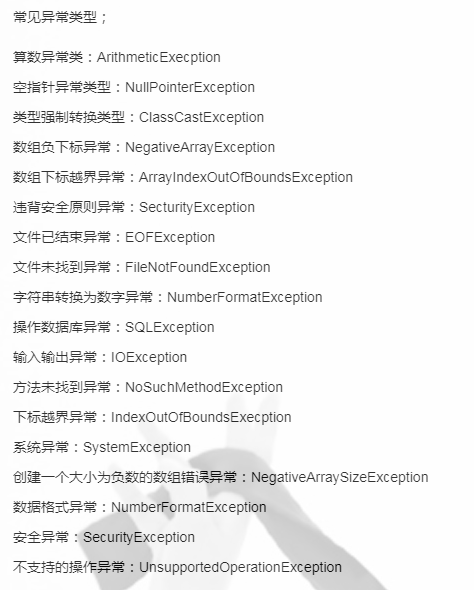 常见异常类型；
算数异常类：ArithmeticExecption
空指针异常类型：NullPointerException
类型强制转换类型：ClassCastException
数组负下标异常：NegativeArrayException
数组下标越界异常：ArrayIndexOutOfBoundsException
违背安全原则异常：SecturityException
文件已结束异常：EOFException
文件未找到异常：FileNotFoundException
字符串转换为数字异常：NumberFormatException
操作数据库异常：SQLException
输入输出异常：IOException
方法未找到异常：NoSuchMethodException
下标越界异常：IndexOutOfBoundsExecption
系统异常：SystemException
创建一个大小为负数的数组错误异常：NegativeArraySizeException
数据格式异常：NumberFormatException
安全异常：SecurityException
不支持的操作异常：UnsupportedOperationException